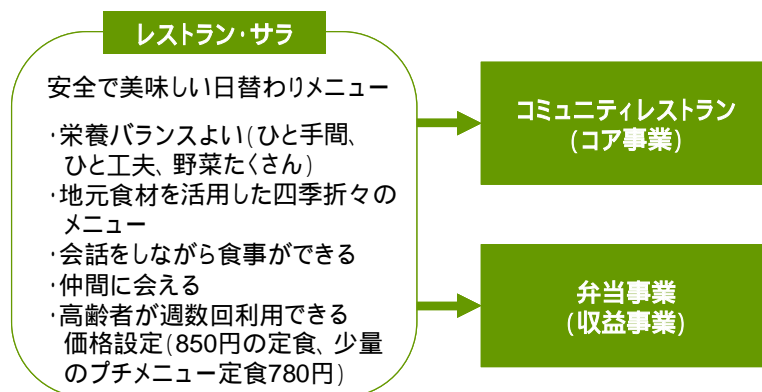 レストラン・サラ
安全で美味しい日替わりメニュー
・栄養バランスよい(ひと手間、
ひと工夫、野菜たくさん)
・地元食材を活用した四季折々の
メニュー
・会話をしながら食事ができる
・仲間に会える
・高齢者が週数回利用できる
価格設定(850円の定食、少量
のプチメニュー定食780円)
コミュニティレストラン
(コア事業)
弁当事業
(収益事業)